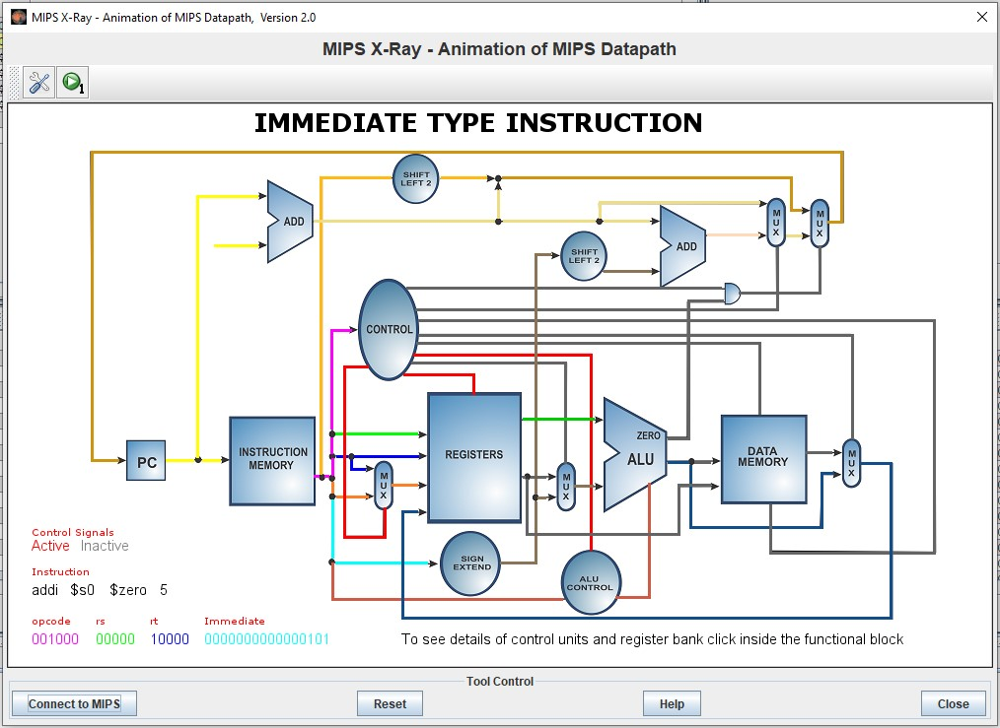 MIPS X-Ray - Animation of MIPS Datapath, Version 2.0
MIPS X-Ray - Animation of MIPS Datapath
1
IMMEDIATE TYPE INSTRUCTION
SHIFT
LEFT 2
ADD
MUX
MUX
SHIFT
LEFT 2
ADD
CONTROL
INSTRUCTION
MEMORY
PC
REGISTERS
MUX
MUX
ZERO
ALU
DATA
MEMORY
MUX
SIGN
EXTEND
ALU
CONTROL
Control Signals
Active Inactive
Instruction
addi $s0 $zero 5
opcode rs rt Immediate
001000 00000 10000 0000000000000101
To see details of control units and register bank click inside the functional block
Tool Control
Connect to MIPS Reset Help Close